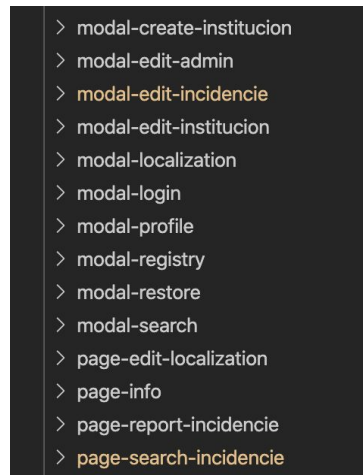 modal-create-institucion
modal-edit-admin
modal-edit-incidencie
modal-edit-institucion
modal-localization
modal-login
modal-profile
modal-registry
modal-restore
modal-search
page-edit-localization
page-info
page-report-incidencie
page-search-incidencie